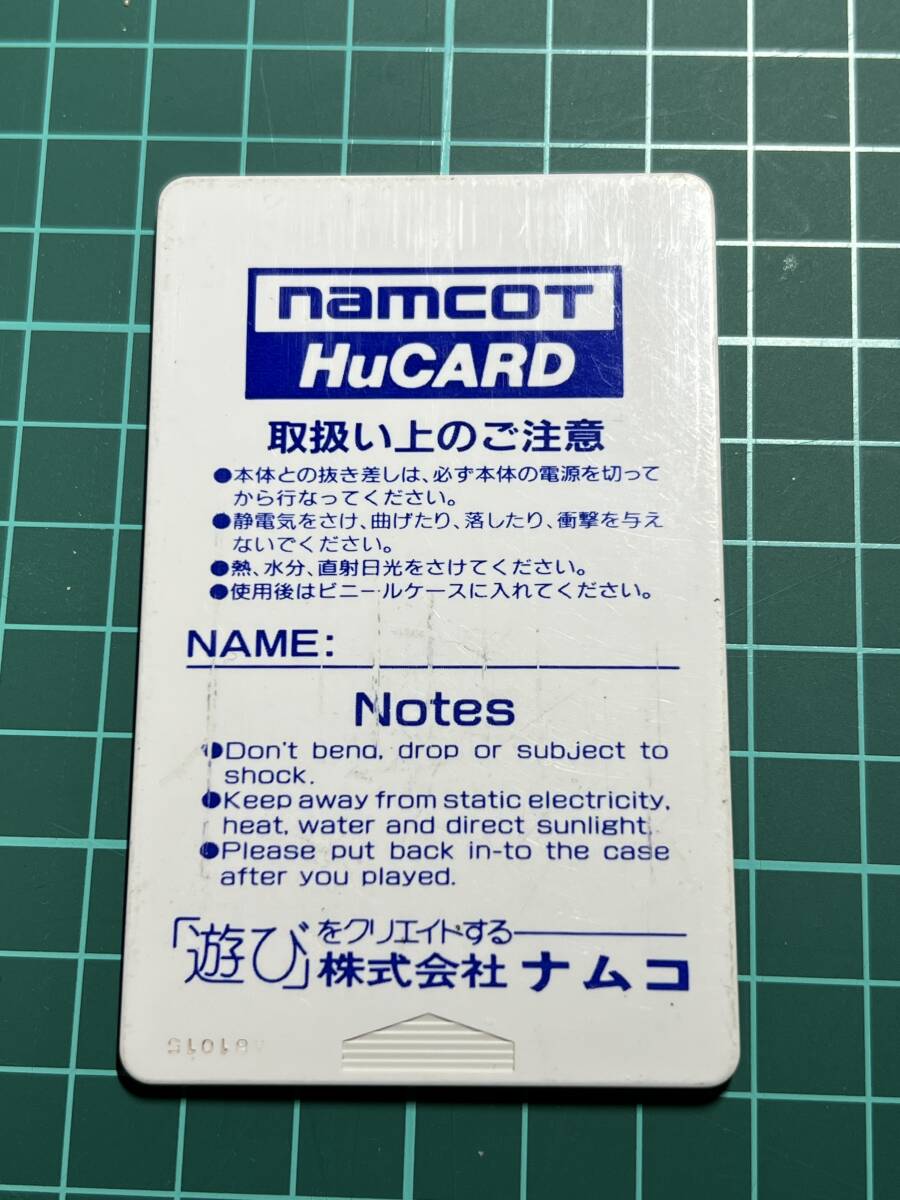 namcot
HuCARD
取扱い上のご注意
●本体との抜き差しは、必ず本体の電源を切って
から行なってください。
●静電気をさけ、曲げたり、落したり、衝撃を与え
ないでください。
●熱、水分、直射日光をさけてください。
●使用後はビニールケースに入れてください。
NAME:
Notes
●Don't bend, drop or subject to
shock.
●Keep away from static electricity,
heat, water and direct sunlight.
●Please put back in-to the case
after you played.
「遊び」をクリエイトする
株式会社ナムコ